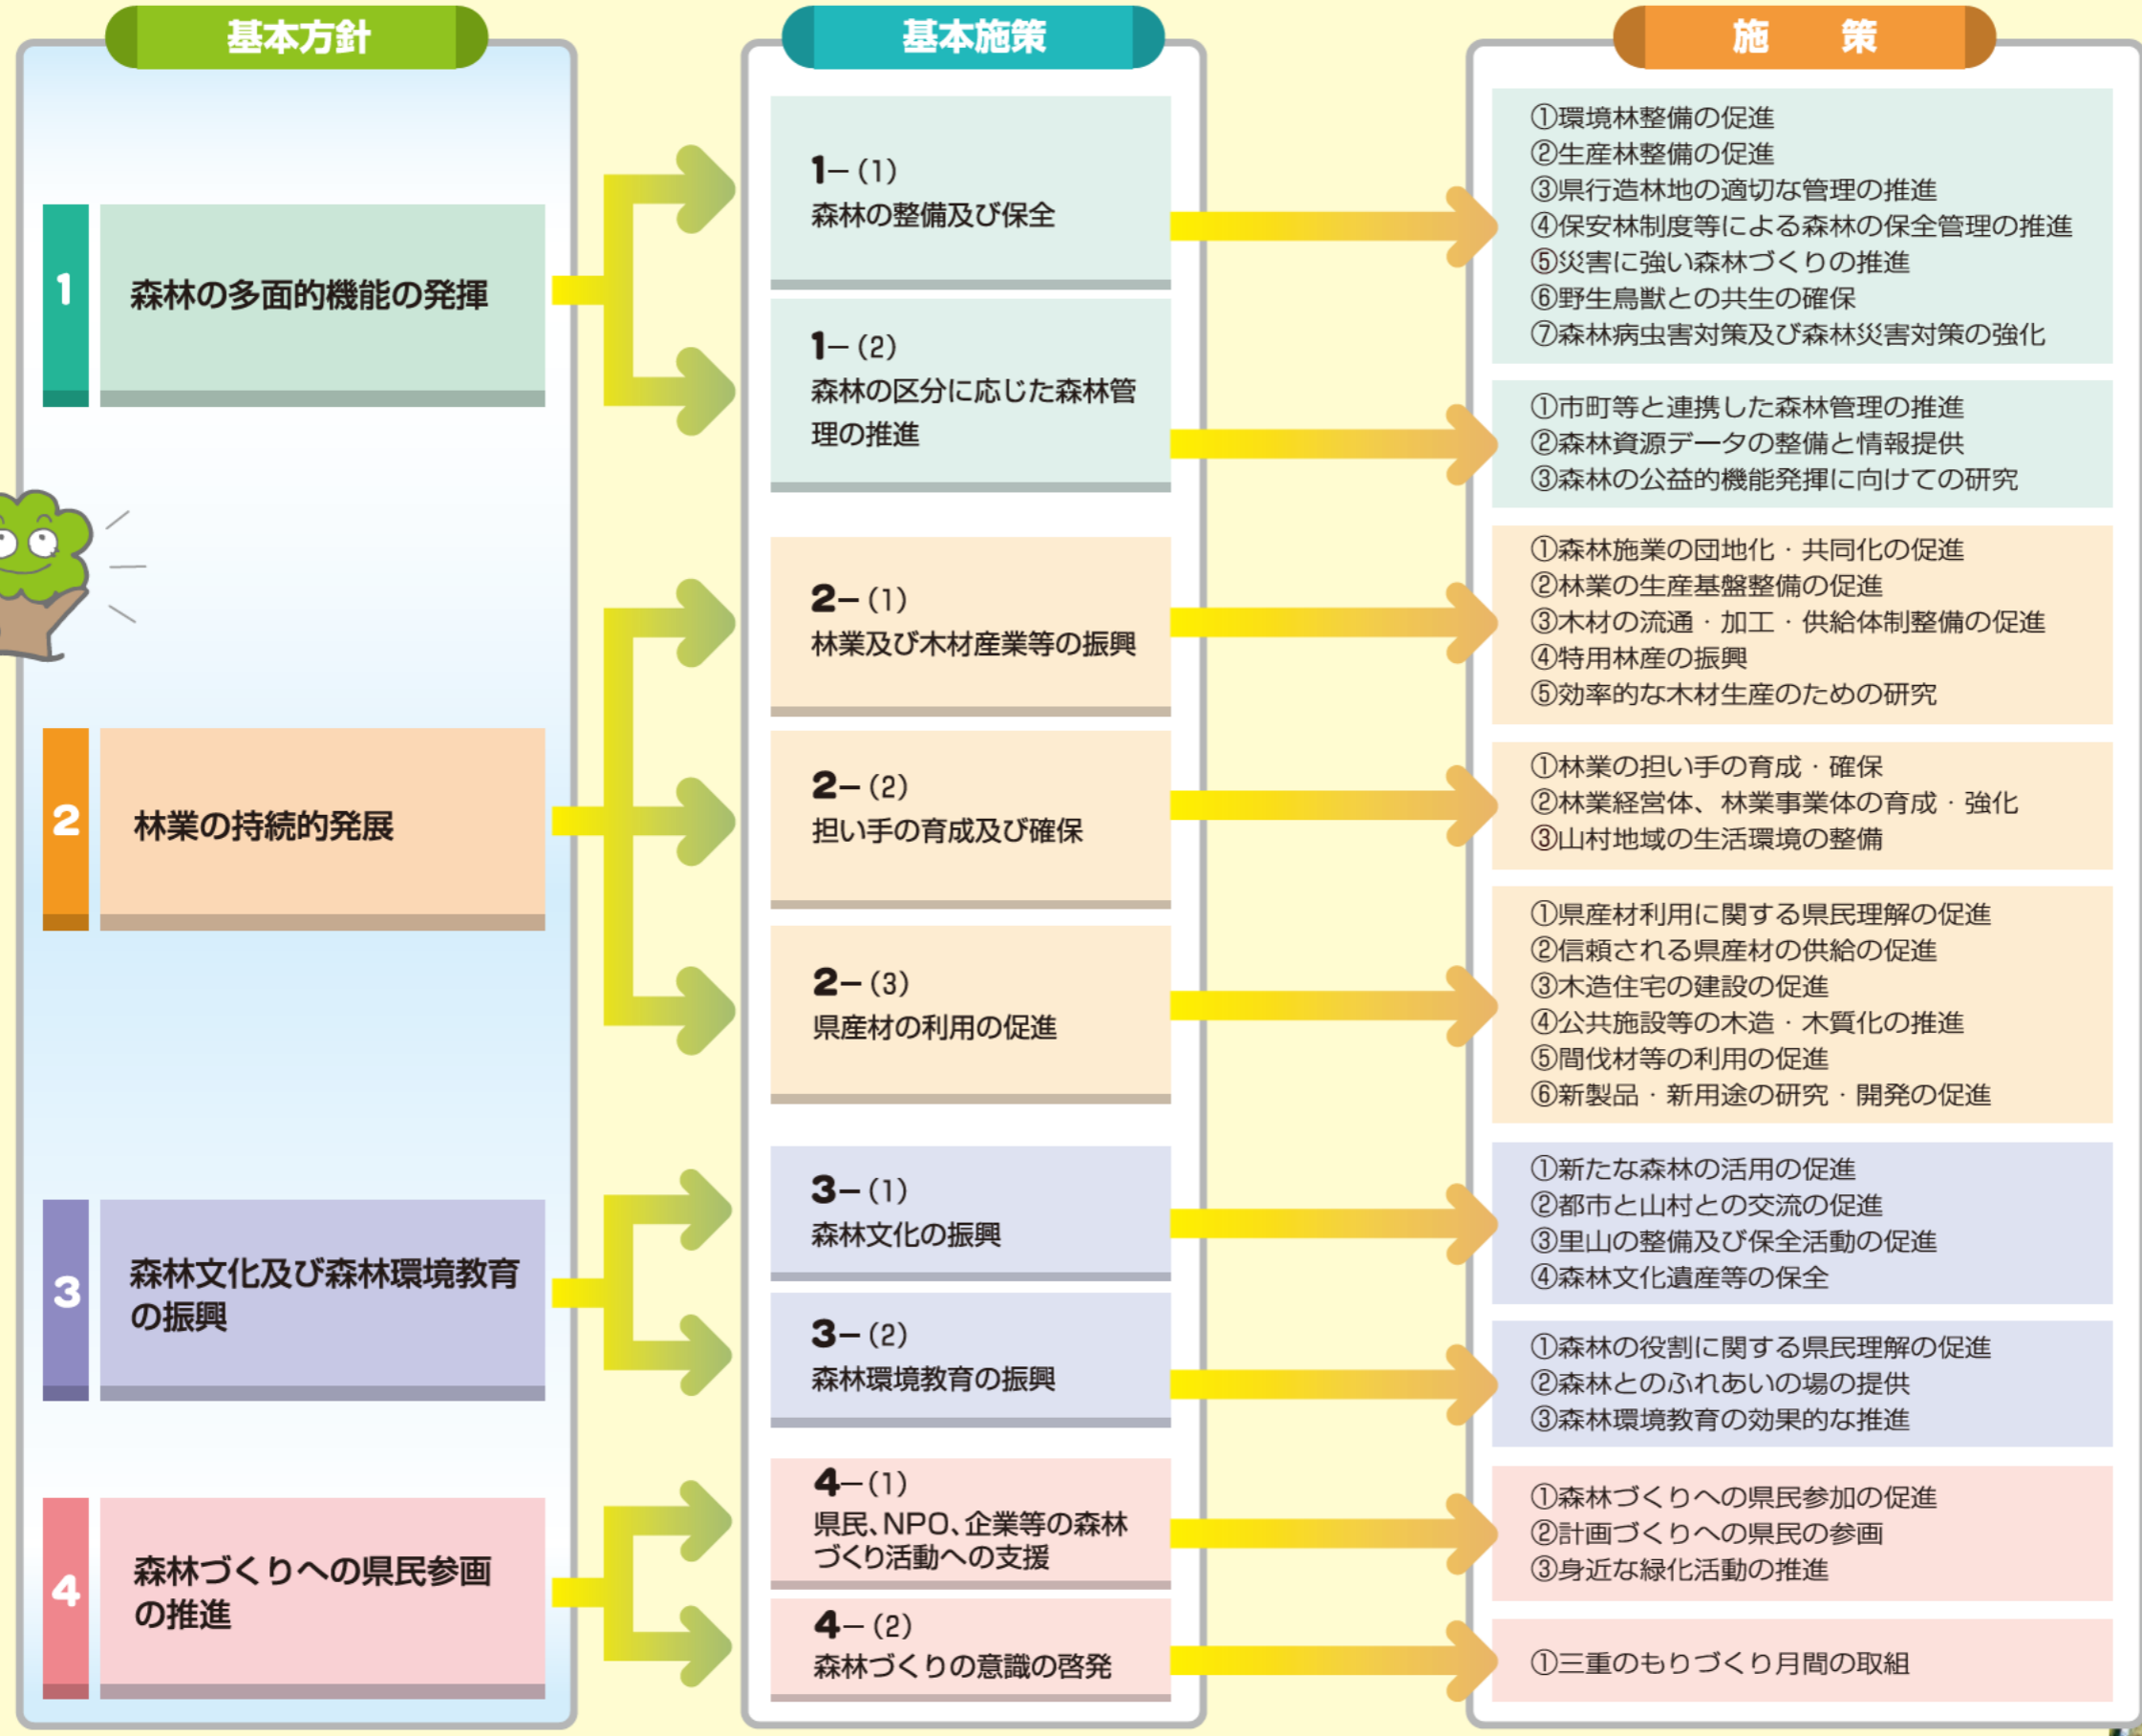 基本方針
1
森林の多面的機能の発揮
2
林業の持続的発展
3
森林文化及び森林環境教育
の振興
4
森林づくりへの県民参画
の推進
基本施策
1－(1)
森林の整備及び保全
1－(2)
森林の区分に応じた森林管
理の推進
2－(1)
林業及び木材産業等の振興
2－(2)
担い手の育成及び確保
2－(3)
県産材の利用の促進
3－(1)
森林文化の振興
3－(2)
森林環境教育の振興
4－(1)
県民、NPO、企業等の森林
づくり活動への支援
4－(2)
森林づくりの意識の啓発
施　策
①環境林整備の促進
②生産林整備の促進
③県行造林地の適切な管理の推進
④保安林制度等による森林の保全管理の推進
⑤災害に強い森林づくりの推進
⑥野生鳥獣との共生の確保
⑦森林病虫害対策及び森林災害対策の強化
①市町等と連携した森林管理の推進
②森林資源データの整備と情報提供
③森林の公益的機能発揮に向けての研究
①森林施業の団地化・共同化の促進
②林業の生産基盤整備の促進
③木材の流通・加工・供給体制整備の促進
④特用林産の振興
⑤効率的な木材生産のための研究
①林業の担い手の育成・確保
②林業経営体、林業事業体の育成・強化
③山村地域の生活環境の整備
①県産材利用に関する県民理解の促進
②信頼される県産材の供給の促進
③木造住宅の建設の促進
④公共施設等の木造・木質化の推進
⑤間伐材等の利用の促進
⑥新製品・新用途の研究・開発の促進
①新たな森林の活用の促進
②都市と山村との交流の促進
③里山の整備及び保全活動の促進
④森林文化遺産等の保全
①森林の役割に関する県民理解の促進
②森林とのふれあいの場の提供
③森林環境教育の効果的な推進
①森林づくりへの県民参加の促進
②計画づくりへの県民の参画
③身近な緑化活動の推進
①三重のもりづくり月間の取組